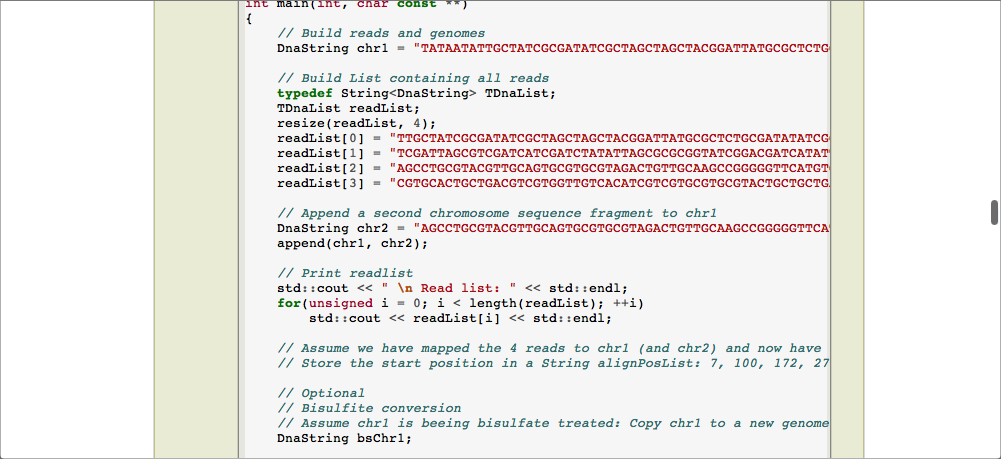 int main(int, char const **)
{
// Build reads and genomes
DnaString chr1 = "TATAATATTGCTATCGCGATATCGCTAGCTAGCTACGGATTATGCGCTCTG
// Build List containing all reads
typedef String<DnaString> TDnaList;
TDnaList readList;
resize(readList, 4);
readList[0] = "TTGCTATCGCGATATCGCTAGCTAGCTACGGATTATGCGCTCTGCGATATATCG
readList[1] = "TCGATTAGCGTCGATCATCGATCTATATTAGCGCGCGGTATCGGACGATCATAT
readList[2] = "AGCCTGCGTACGTTGCAGTGCGTGCGTAGACTGTTGCAAGCCGGGGGTTCATGT
readList[3] = "CGTGCACTGCTGACGTCGTGGTTGTCACATCGTCGTGCGTGCGTACTGCTGCTG
// Append a second chromosome sequence fragment to chr1
DnaString chr2 = "AGCCTGCGTACGTTGCAGTGCGTGCGTAGACTGTTGCAAGCCGGGGGTTCA
append(chr1, chr2);
// Print readlist
std::cout << " \n Read list: " << std::endl;
for(unsigned i = 0; i < length(readList); ++i)
std::cout << readList[i] << std::endl;
// Assume we have mapped the 4 reads to chr1 (and chr2) and now have
// Store the start position in a String alignPosList: 7, 100, 172, 27
// Optional
// Bisulfite conversion
// Assume chr1 is beeing bisulfate treated: Copy chr1 to a new genome
DnaString bsChr1;